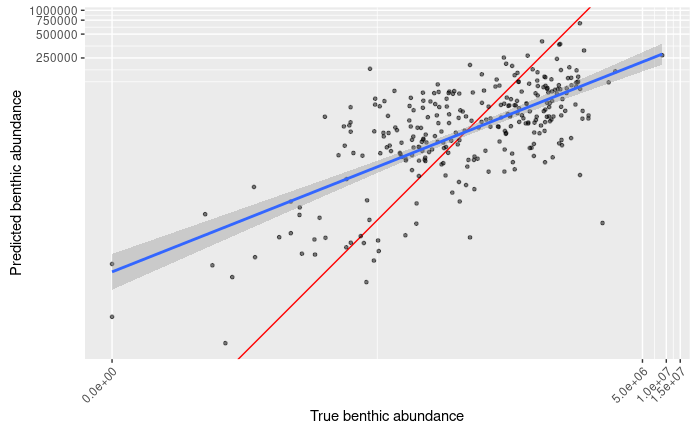 1000000
750000
500000
250000
Predicted benthic abundance
0.0e+00
5.0e+06
1.0e+07
1.5e+07
True benthic abundance